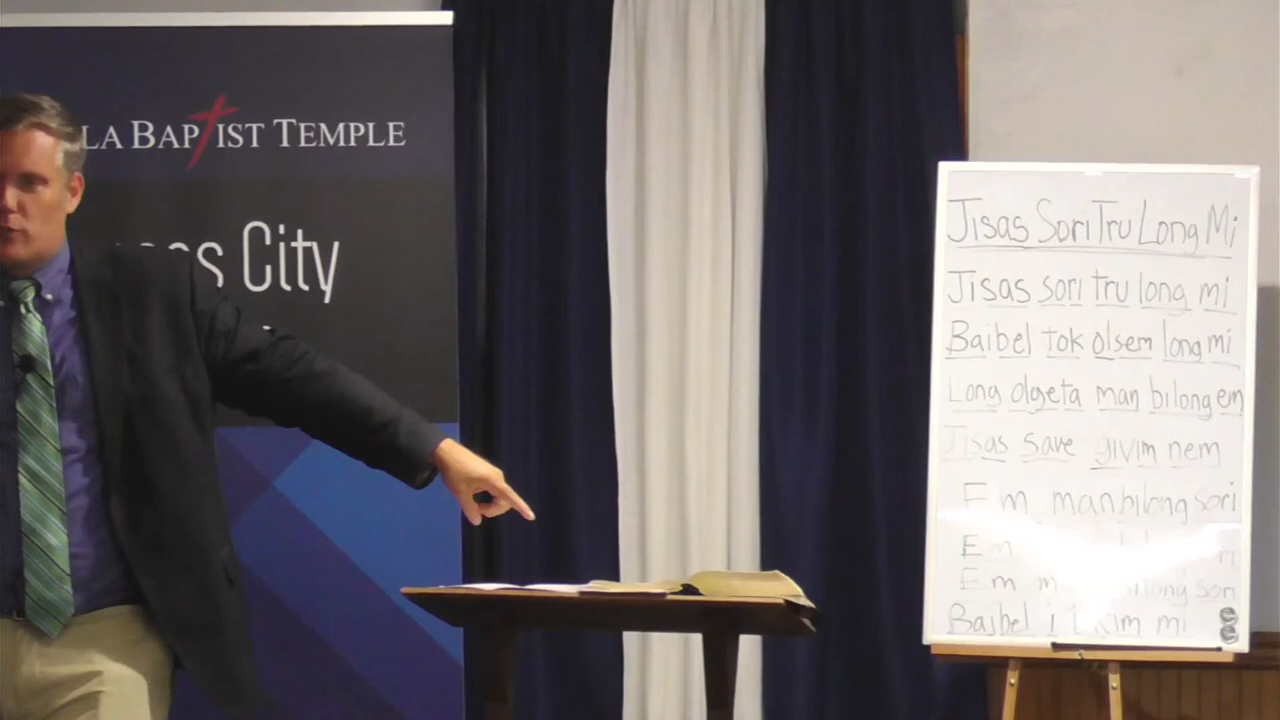 LA BAPTIST TEMPLE
City
Jisas Sori Tru Long Mi
Jisas sori tru long mi
Baibel tok olsem long mi
Long olgeta man bilong em
Jisas save givim nem
Em man bilong sori
Em
Em bilong sori
Baibel i mi